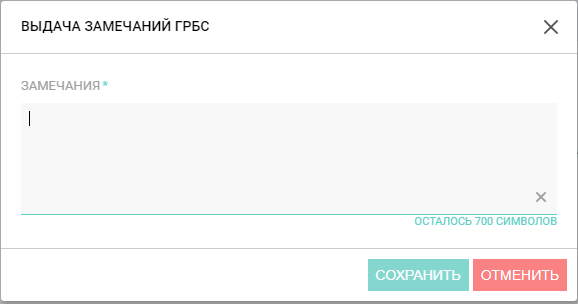 ВЫДАЧА ЗАМЕЧАНИЙ ГРБС
ЗАМЕЧАНИЯ *
ОСТАЛОСЬ 700 СИМВОЛОВ
СОХРАНИТЬ ОТМЕНИТЬ